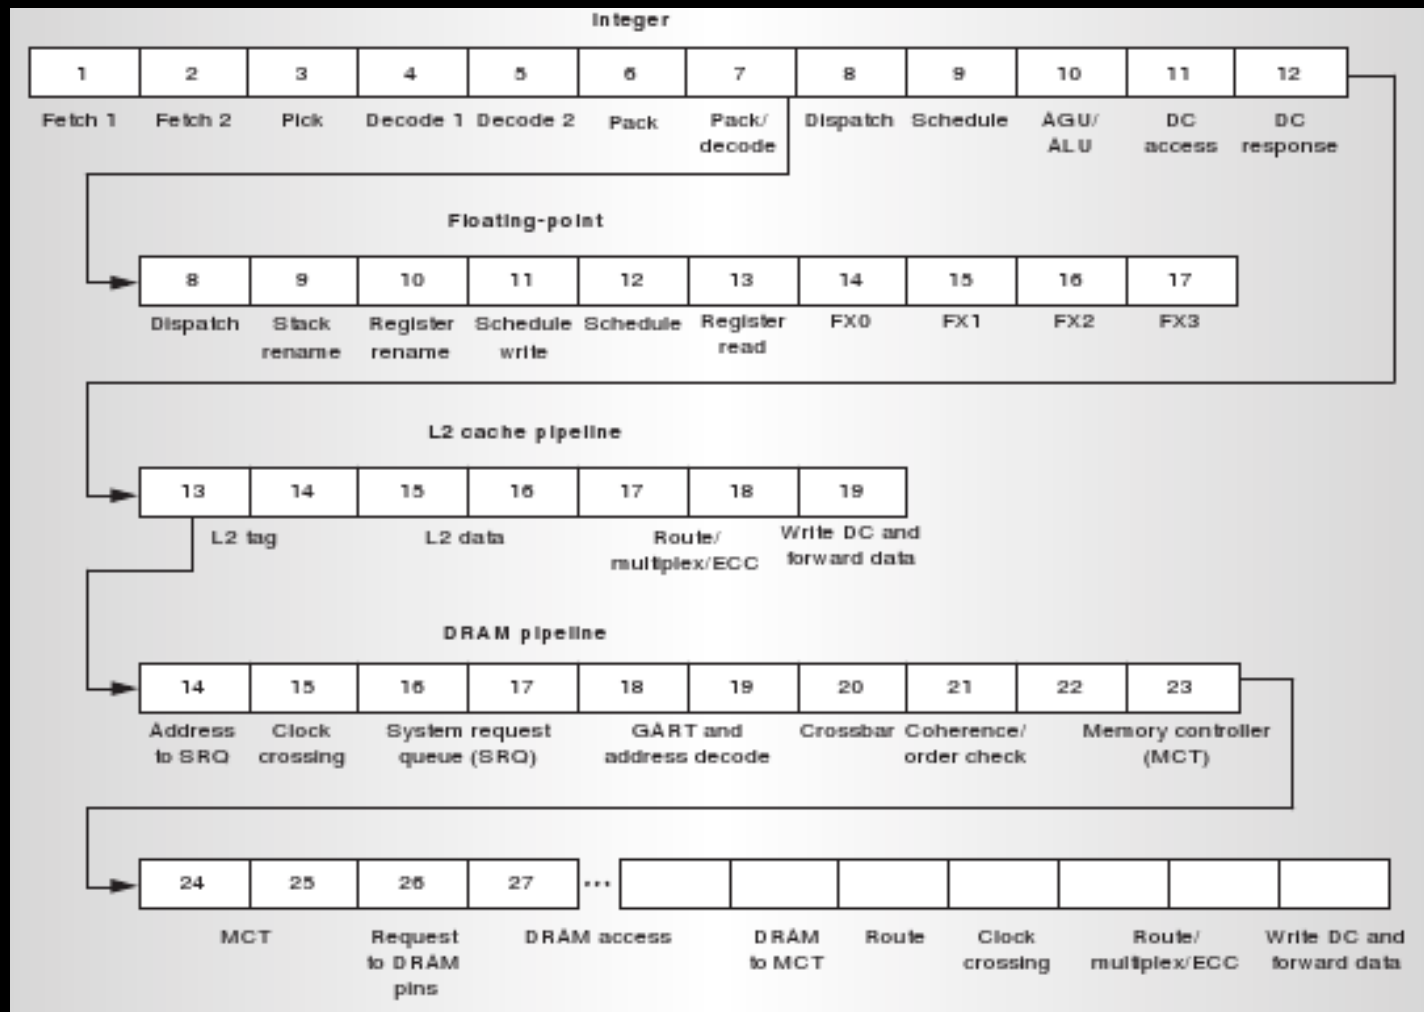 Integer
1 2 3 4 5 6 7 8 9 10 11 12
Fetch 1 Fetch 2 Pick Decode 1 Decode 2 Pack Pack/ Dispatch Schedule AGU/ DC DC
decode ALU access response
Floating-point
8 9 10 11 12 13 14 15 16 17
Dispatch Stack Register Schedule Schedule Register FX0 FX1 FX2 FX3
rename rename write read
L2 cache pipeline
13 14 15 16 17 18 19
L2 tag L2 data Route/ Write DC and
multiplex/ECC forward data
DRAM pipeline
14 15 16 17 18 19 20 21 22 23
Address Clock System request GART and Crossbar Coherence/ Memory controller
to SRQ crossing queue (SRQ) address decode order check (MCT)
24 25 26 27 ...
MCT Request DRAM access DRAM Route Clock Route/ Write DC and
to DRAM to MCT crossing multiplex/ECC forward data
pins